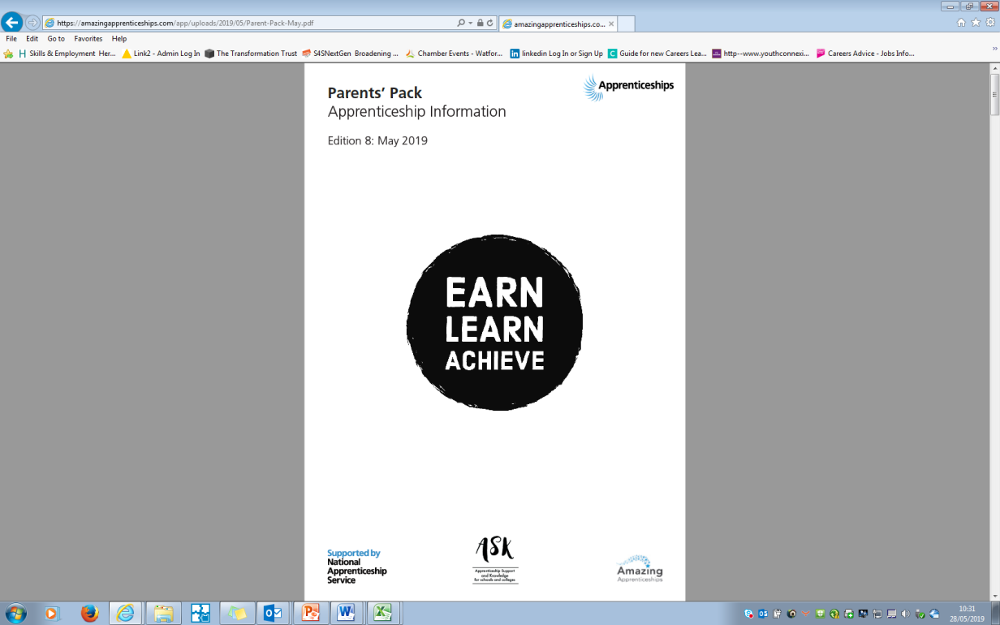 https://amazingapprenticeships.com/app/uploads/2019/05/Parent-Pack-May.pdf
amazingapprenticeships.co...
File Edit Go to Favorites Help
H Skills & Employment Her... Link2 - Admin Log In The Transformation Trust S4SNextGen Broadening ... Chamber Events - Watfor... in linkedin Log In or Sign Up C Guide for new Careers Lea... http--www.youthconnexi... Careers Advice - Jobs Info...
Parents' Pack
Apprenticeship Information
Edition 8: May 2019
Apprenticeships
EARN
LEARN
ACHIEVE
Supported by
National
Apprenticeship
Service
ASK
Apprenticeship Support
and Knowledge
for schools and colleges
Amazing
Apprenticeships
10:31
28/05/2019